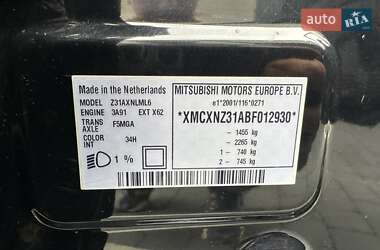 auto RIA.com
Made in the Netherlands
MODEL Z31AXNLML6
ENGINE 3A91 EXT X62
TRANS AXLE F5MGA
COLOR INT 34H
1 %
MITSUBISHI MOTORS EUROPE B.V.
e1*2001/116*0271
*XMCXNZ31ABF012930*
- 1455 kg
- 2265 kg
1 - 740 kg
2 - 745 kg